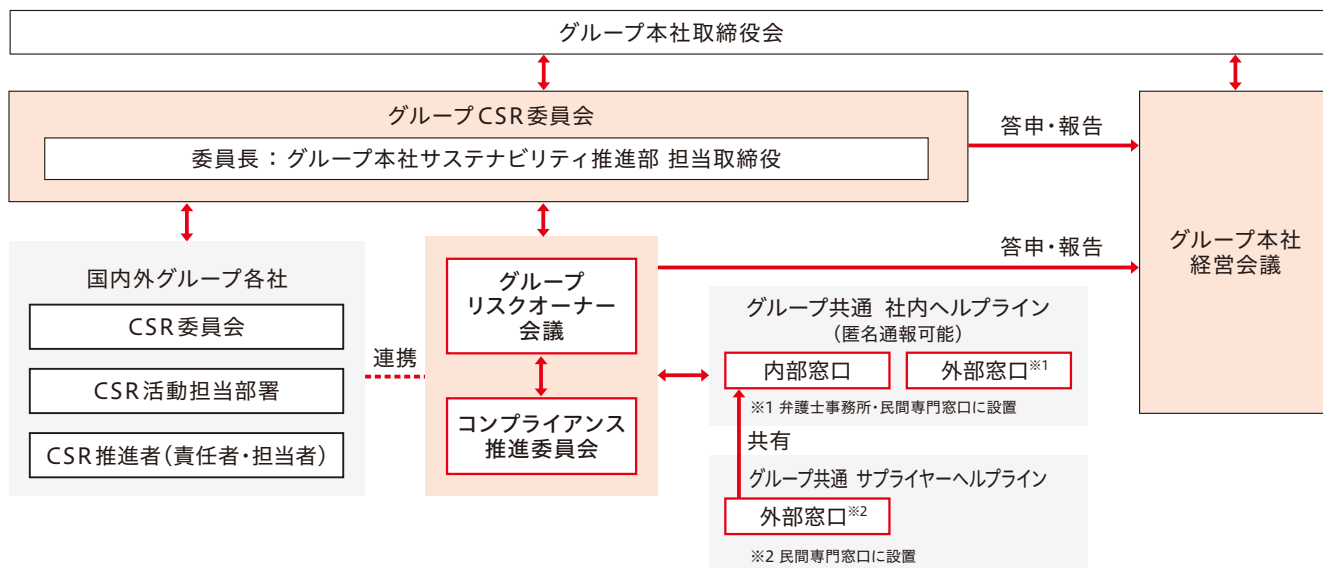 グループ本社取締役会
グループCSR委員会
委員長：グループ本社サステナビリティ推進部 担当取締役
答申・報告
グループ本社
経営会議
国内外グループ各社
CSR委員会
CSR活動担当部署
CSR推進者（責任者・担当者）
連携
グループ
リスクオーナー
会議
コンプライアンス
推進委員会
答申・報告
グループ共通 社内ヘルプライン
（匿名通報可能）
内部窓口
外部窓口※1
※1 弁護士事務所・民間専門窓口に設置
共有
グループ共通 サプライヤーヘルプライン
外部窓口※2
※2 民間専門窓口に設置